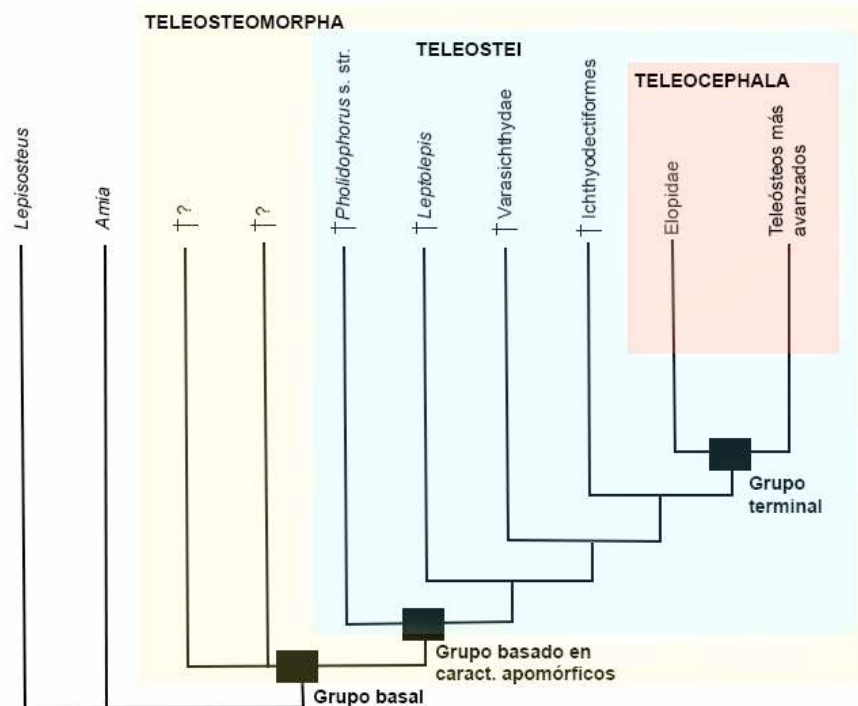 TELEOSTEOMORPHA
TELEOSTEI
TELEOCEPHALA
Lepisosteus
Amia
†?
†?
†Pholidophorus s. str.
†Leptolepis
†Varasichthydae
†Ichthyodectiformes
Elopidae
Teleósteos más
avanzados
Grupo
terminal
Grupo basado en
caract. apomórficos
Grupo basal